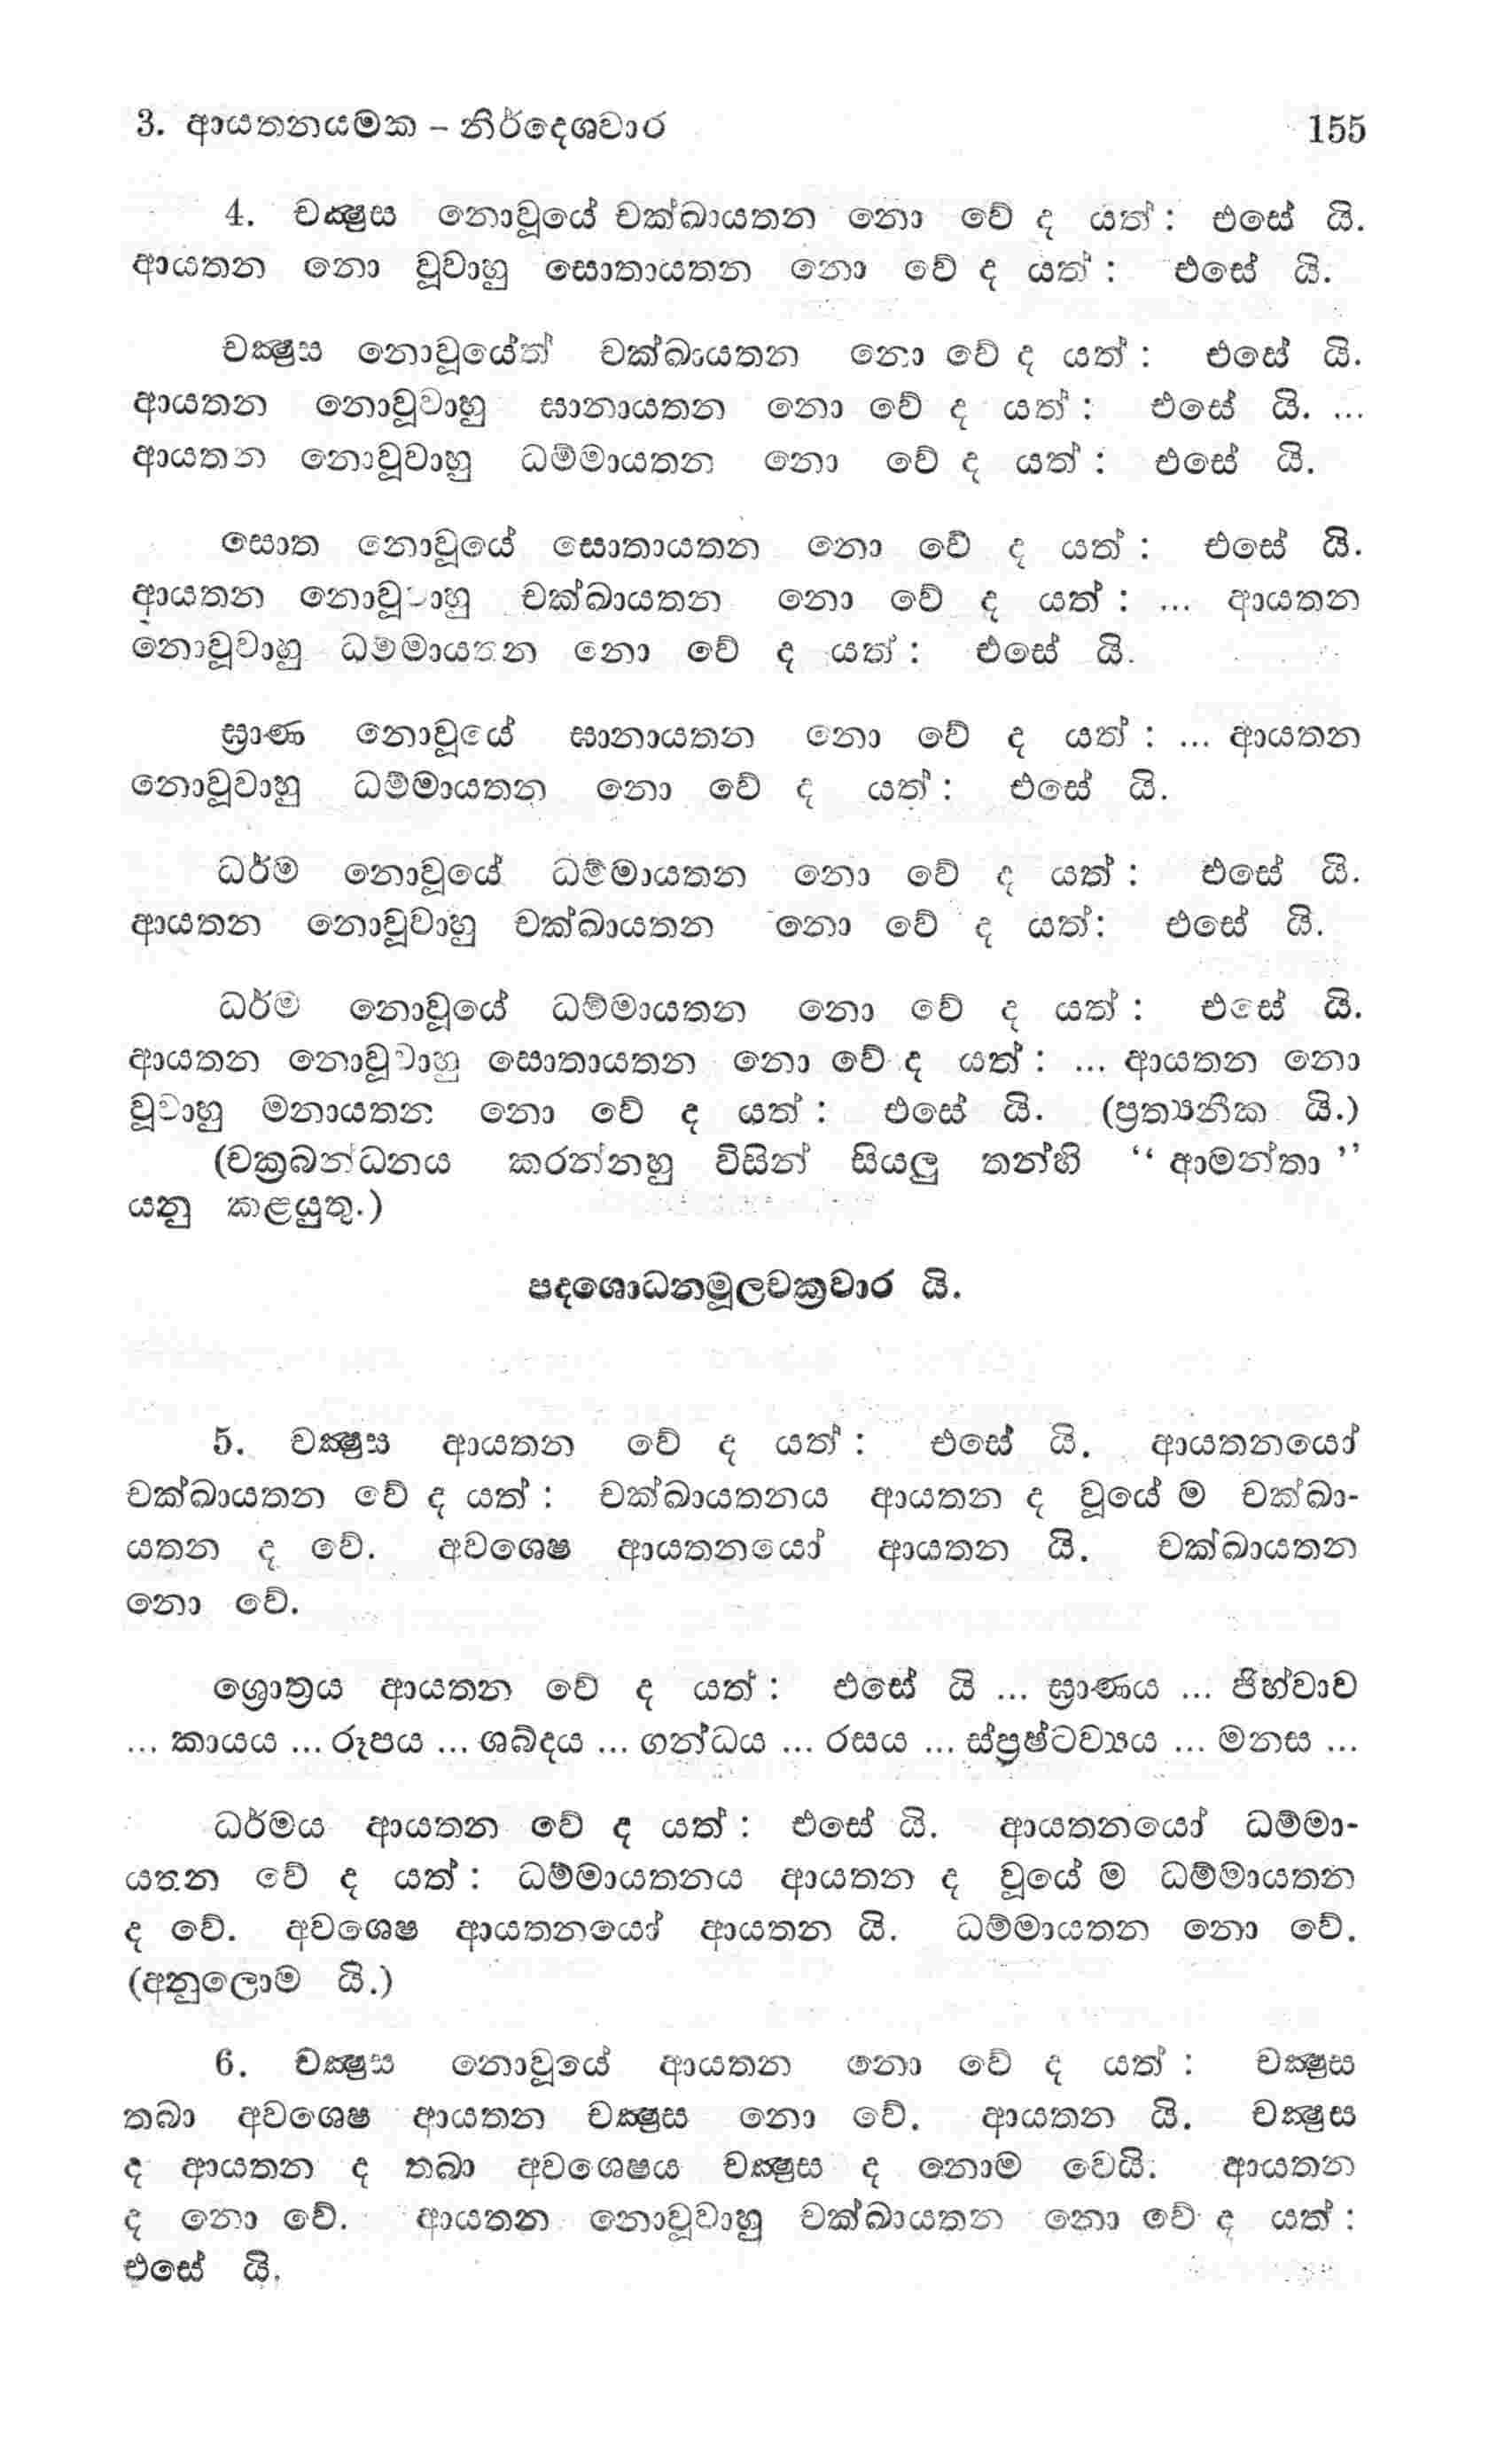 3. ආයතනයමක – නිර්දෙශවාර 155
4. චක්‍ෂුස නොවූයේ චක්ඛායතන නො වේ ද යත් : එසේ යි.
ආයතන නො වූවාහු සොතායතන නො වේ ද යත් : එසේ යි.
චක්‍ෂුස නොවූයේත් චක්ඛායතන නො වේ ද යත් : එසේ යි.
ආයතන නොවූවාහු ඝානායතන නො වේ ද යත් : එසේ යි. ...
ආයතන නොවූවාහු ධම්මායතන නො වේ ද යත් : එසේ යි.
සොත නොවූයේ සොතායතන නො වේ ද යත් : එසේ යි.
ආයතන නොවූවාහු චක්ඛායතන නො වේ ද යත් : ... ආයතන
නොවූවාහු ධම්මායතන නො වේ ද යත් : එසේ යි.
ඝ්‍රාණ නොවූයේ ඝානායතන නො වේ ද යත් : ... ආයතන
නොවූවාහු ධම්මායතන නො වේ ද යත් : එසේ යි.
ධර්ම නොවූයේ ධම්මායතන නො වේ ද යත් : එසේ යි.
ආයතන නොවූවාහු චක්ඛායතන නො වේ ද යත් : එසේ යි.
ධර්ම නොවූයේ ධම්මායතන නො වේ ද යත් : එසේ යි.
ආයතන නොවූවාහු සොතායතන නො වේ ද යත් : ... ආයතන නො
වූවාහු මනායතන නො වේ ද යත් : එසේ යි. (ප්‍රත්‍යනීක යි.)
(චක්‍රබන්ධනය කරන්නහු විසින් සියලු තන්හි “ ආමන්තා ”
යනු කළයුතු.)
පදශොධනමූලචක්‍රවාර යි.
5. චක්‍ෂුස ආයතන වේ ද යත් : එසේ යි. ආයතනයෝ
චක්ඛායතන වේ ද යත් : චක්ඛායතනය ආයතන ද වූයේ ම චක්ඛා-
යතන ද වේ. අවශෙෂ ආයතනයෝ ආයතන යි. චක්ඛායතන
නො වේ.
ශ්‍රොත්‍රය ආයතන වේ ද යත් : එසේ යි ... ඝ්‍රාණය ... ජිහ්වාව
... කායය ... රූපය ... ශබ්දය ... ගන්ධය ... රසය ... ස්ප්‍රෂ්ටව්‍යය ... මනස ...
ධර්මය ආයතන වේ ද යත් : එසේ යි. ආයතනයෝ ධම්මා-
යතන වේ ද යත් : ධම්මායතනය ආයතන ද වූයේ ම ධම්මායතන
ද වේ. අවශෙෂ ආයතනයෝ ආයතන යි. ධම්මායතන නො වේ.
(අනුලොම යි.)
6. චක්‍ෂුස නොවූයේ ආයතන නො වේ ද යත් : චක්‍ෂුස
තබා අවශෙෂ ආයතන චක්‍ෂුස නො වේ. ආයතන යි. චක්‍ෂුස
ද ආයතන ද තබා අවශෙෂය චක්‍ෂුස ද නොම වෙයි. ආයතන
ද නො වේ. ආයතන නොවූවාහු චක්ඛායතන නො වේ ද යත් :
එසේ යි.